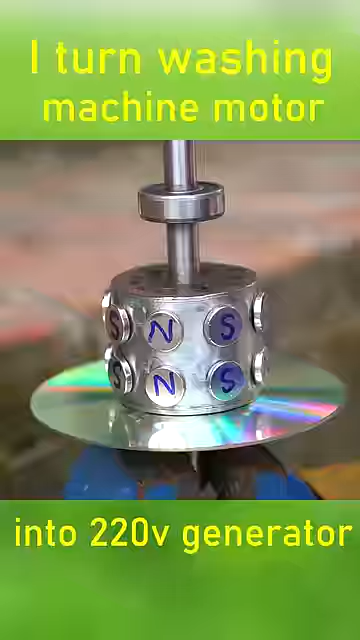 I turn washing
machine motor
S N S
S N S
into 220v generator